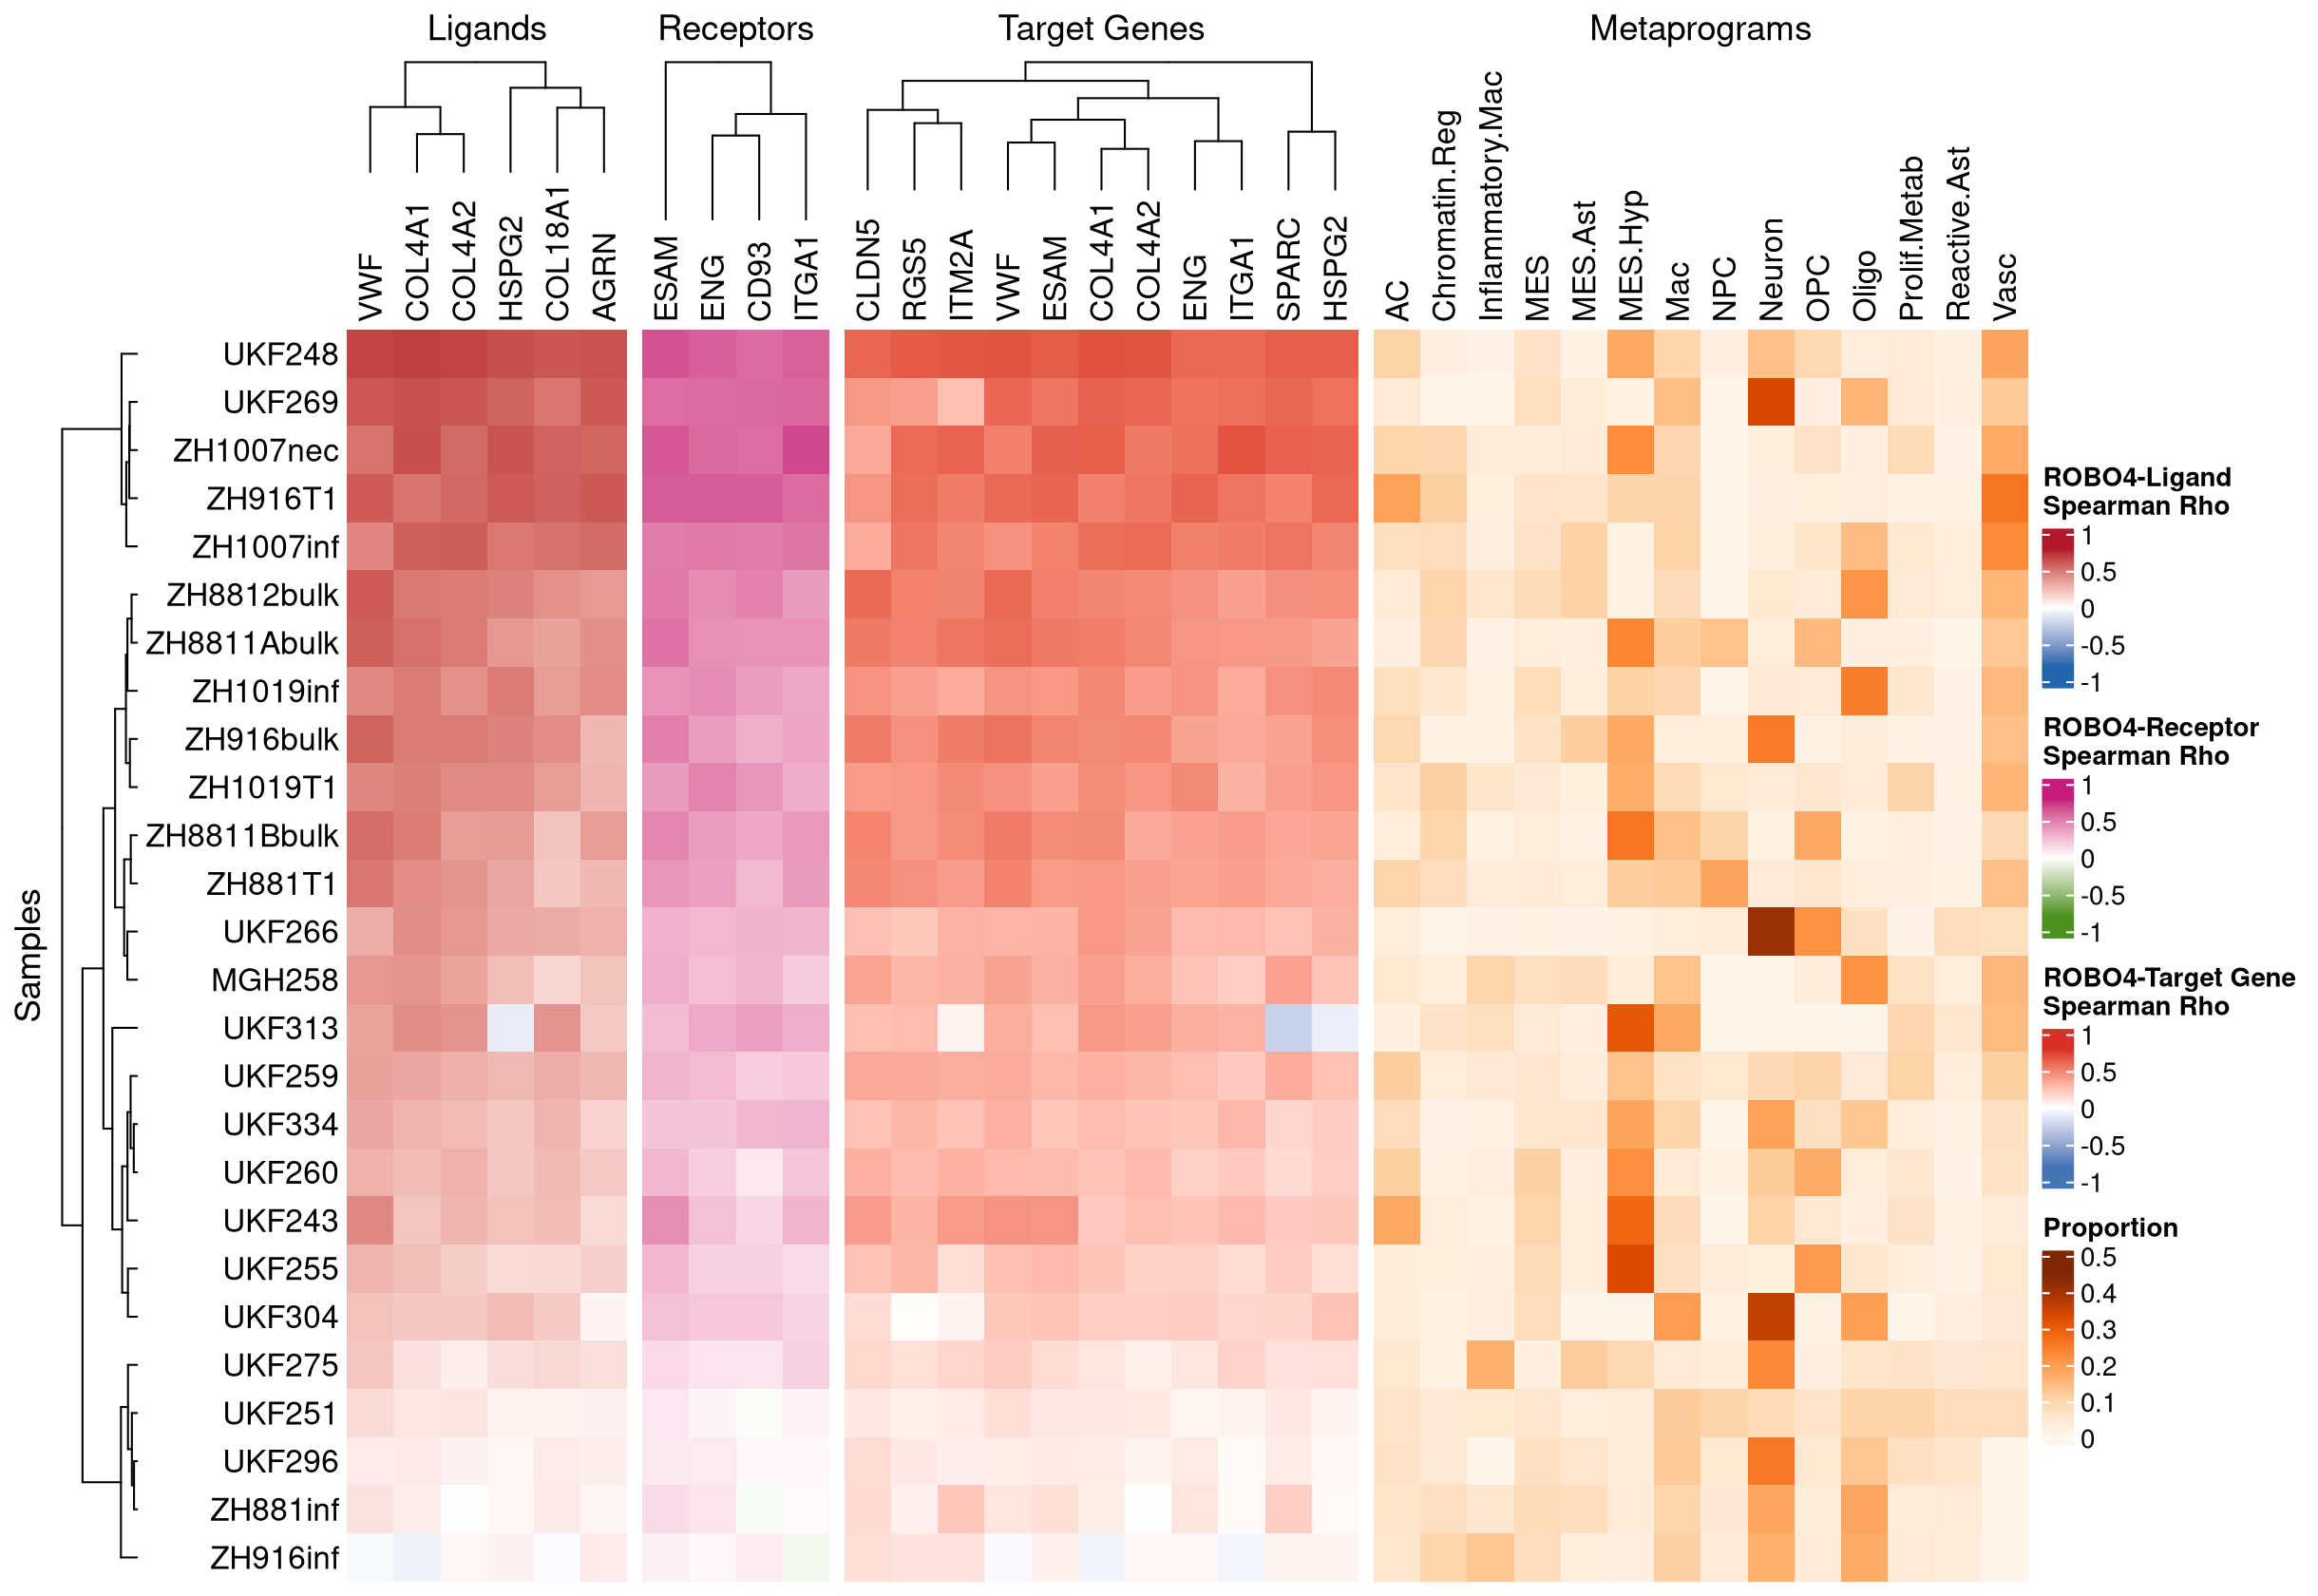 Ligands
Receptors
Target Genes
Metaprograms
VWF
COL4A1
COL4A2
HSPG2
COL18A1
AGRN
ESAM
ENG
CD93
ITGA1
CLDN5
RGS5
ITM2A
VWF
ESAM
COL4A1
COL4A2
ENG
ITGA1
SPARC
HSPG2
AC
Chromatin.Reg
Inflammatory.Mac
MES
MES.Ast
MES.Hyp
Mac
NPC
Neuron
OPC
Oligo
Prolif.Metab
Reactive.Ast
Vasc
Samples
UKF248
UKF269
ZH1007nec
ZH916T1
ZH1007inf
ZH8812bulk
ZH8811Abulk
ZH1019inf
ZH916bulk
ZH1019T1
ZH8811Bbulk
ZH881T1
UKF266
MGH258
UKF313
UKF259
UKF334
UKF260
UKF243
UKF255
UKF304
UKF275
UKF251
UKF296
ZH881inf
ZH916inf
ROBO4-Ligand
Spearman Rho
1
0.5
0
-0.5
-1
ROBO4-Receptor
Spearman Rho
1
0.5
0
-0.5
-1
ROBO4-Target Gene
Spearman Rho
1
0.5
0
-0.5
-1
Proportion
0.5
0.4
0.3
0.2
0.1
0